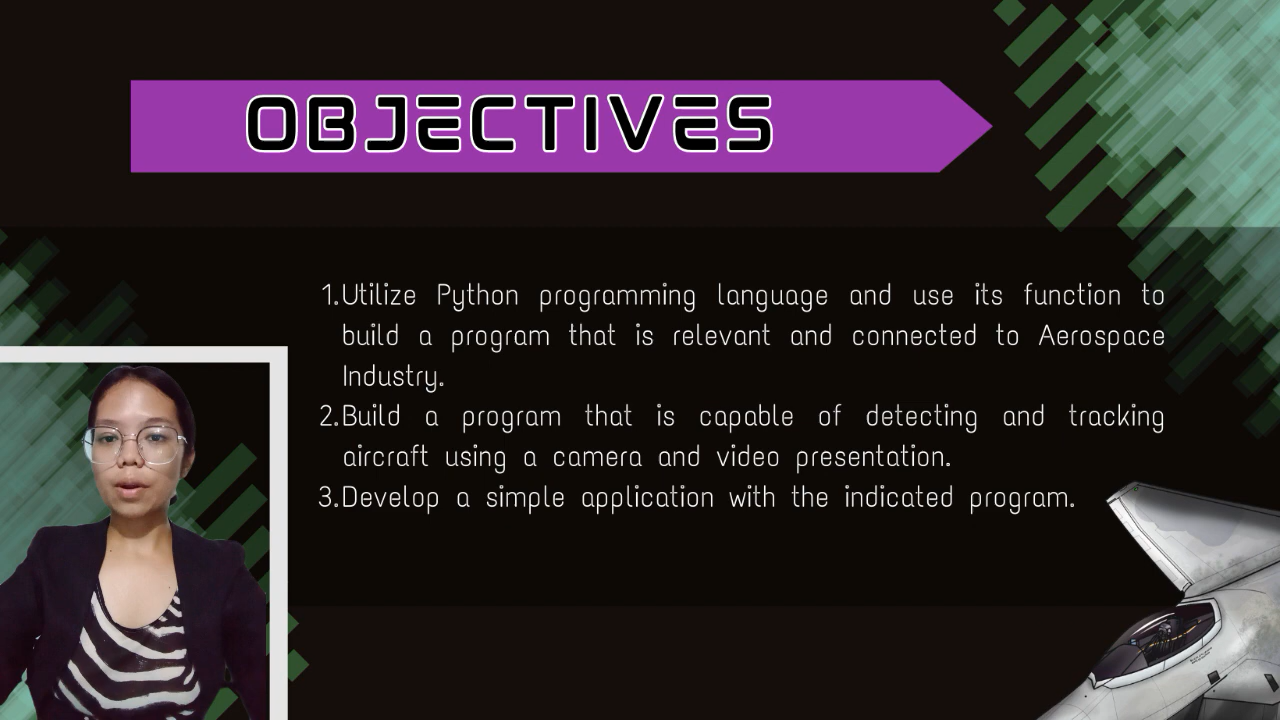 OBJECTIVES
1.Utilize Python programming language and use its function to
build a program that is relevant and connected to Aerospace
Industry.
2.Build a program that is capable of detecting and tracking
aircraft using a camera and video presentation.
3.Develop a simple application with the indicated program.